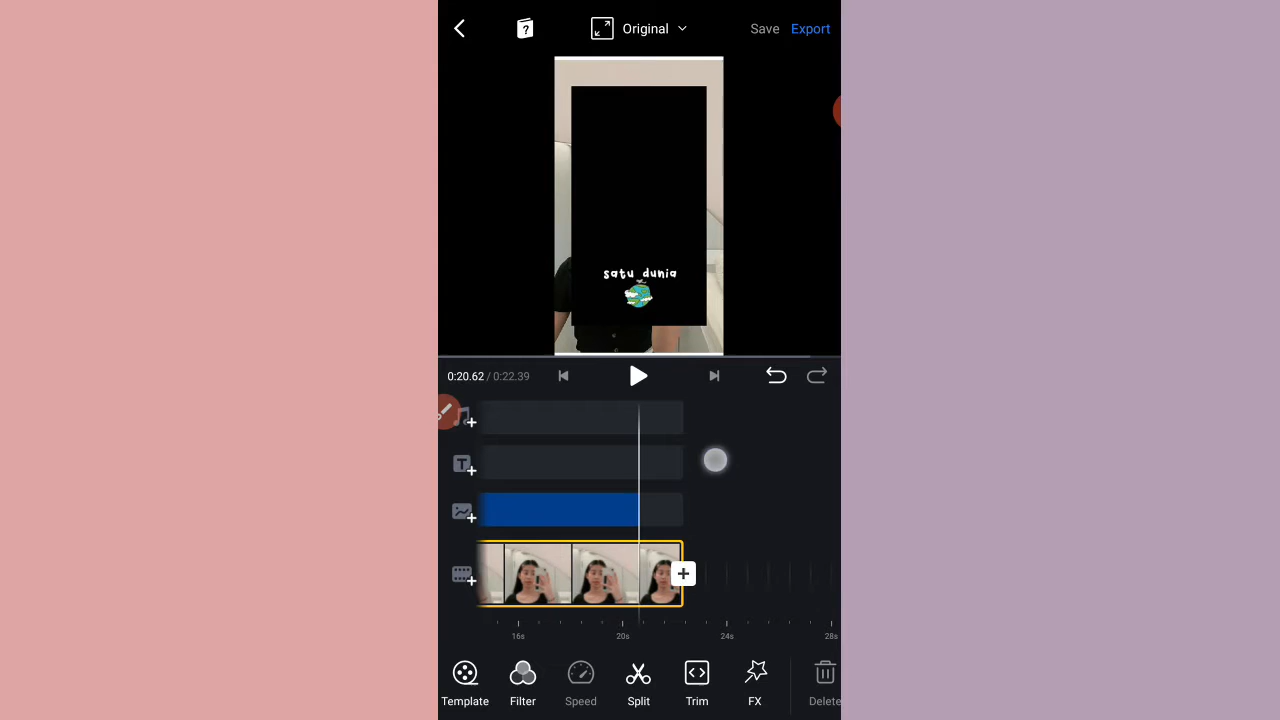 Original
Save
Export
satu dunia
0:20.62 / 0:22.39
16s
20s
24s
28s
Template
Filter
Speed
Split
Trim
FX
Delete